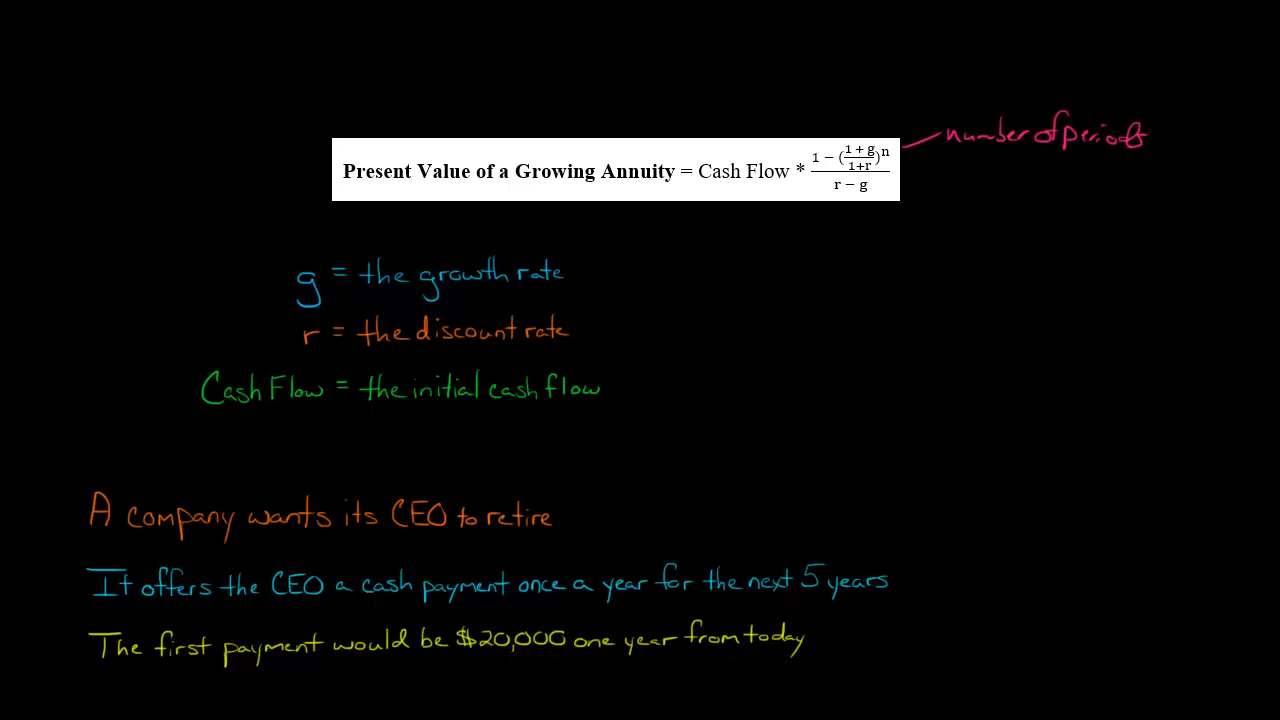 number of periods
Present Value of a Growing Annuity = Cash Flow * (1 − ((1 + g)/(1+r))^n)/(r − g)
g = the growth rate
r = the discount rate
Cash Flow = the initial cash flow
A company wants its CEO to retire
It offers the CEO a cash payment once a year for the next 5 years
The first payment would be $20,000 one year from today